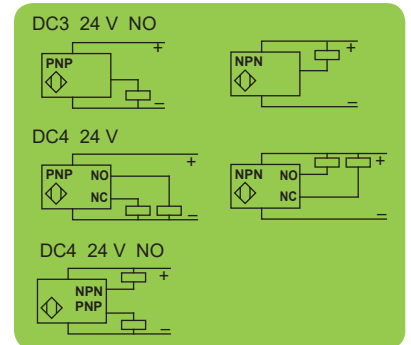 DC3 24 V NO
PNP + –
NPN + –
DC4 24 V
PNP NO NC + –
NPN NO NC + –
DC4 24 V NO
NPN PNP + –